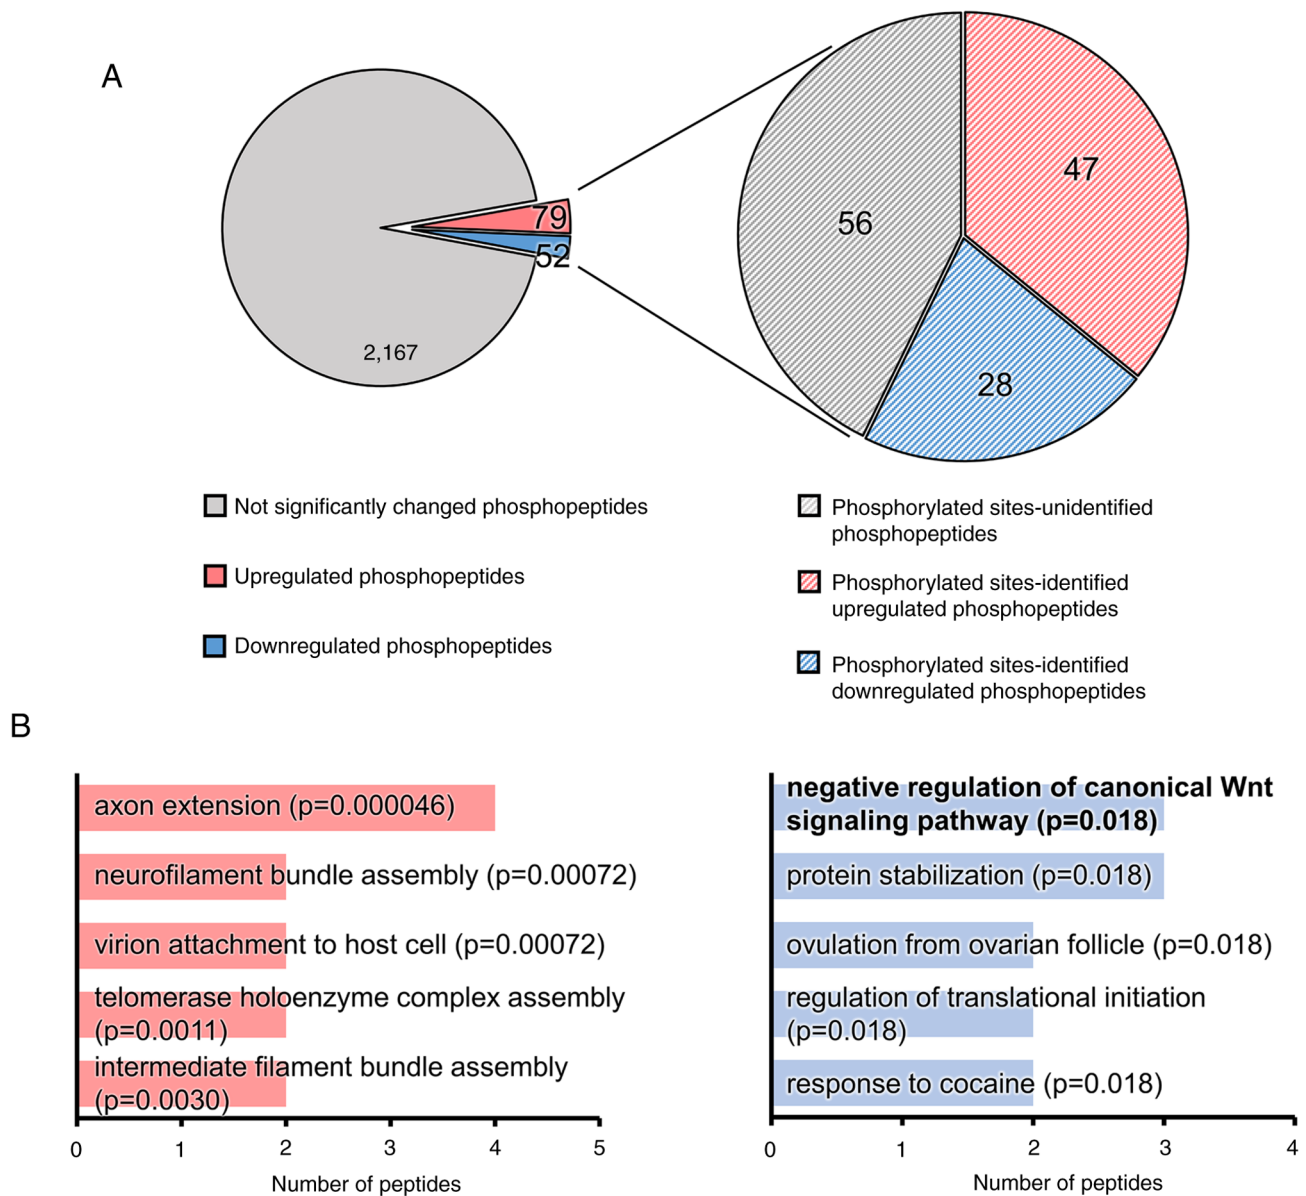 A
79
52
2,167
56
47
28
Not significantly changed phosphopeptides
Upregulated phosphopeptides
Downregulated phosphopeptides
Phosphorylated sites-unidentified
phosphopeptides
Phosphorylated sites-identified
upregulated phosphopeptides
Phosphorylated sites-identified
downregulated phosphopeptides
B
axon extension (p=0.000046)
neurofilament bundle assembly (p=0.00072)
virion attachment to host cell (p=0.00072)
telomerase holoenzyme complex assembly
(p=0.0011)
intermediate filament bundle assembly
(p=0.0030)
0 1 2 3 4 5
Number of peptides
negative regulation of canonical Wnt
signaling pathway (p=0.018)
protein stabilization (p=0.018)
ovulation from ovarian follicle (p=0.018)
regulation of translational initiation
(p=0.018)
response to cocaine (p=0.018)
0 1 2 3 4
Number of peptides